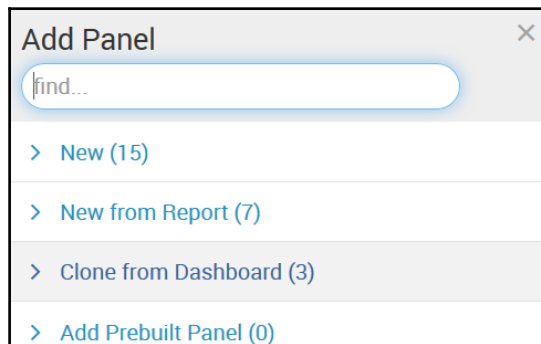 Add Panel
find...
New (15)
New from Report (7)
Clone from Dashboard (3)
Add Prebuilt Panel (0)